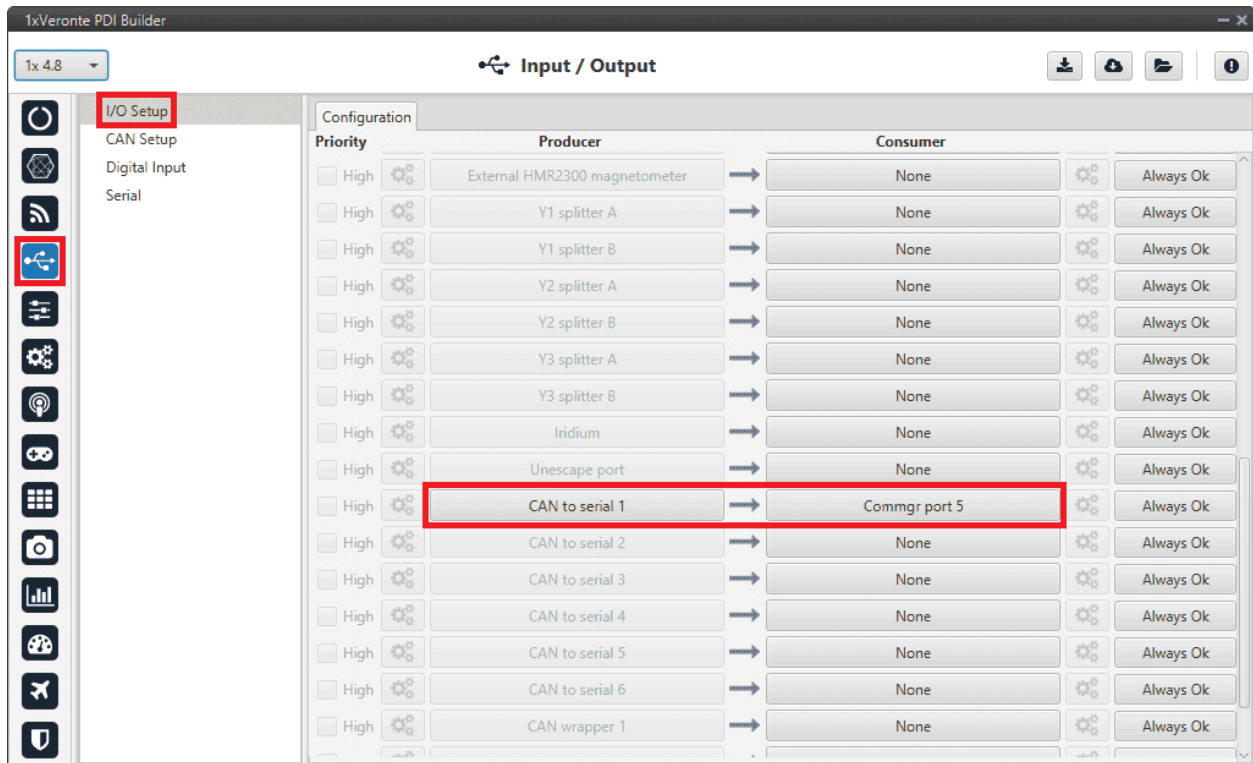 1xVeronte PDI Builder
1x 4.8
Input / Output
I/O Setup
CAN Setup
Digital Input
Serial
Configuration
Priority Producer Consumer
High External HMR2300 magnetometer None Always Ok
High Y1 splitter A None Always Ok
High Y1 splitter B None Always Ok
High Y2 splitter A None Always Ok
High Y2 splitter B None Always Ok
High Y3 splitter A None Always Ok
High Y3 splitter B None Always Ok
High Iridium None Always Ok
High Unescape port None Always Ok
High CAN to serial 1 Commgr port 5 Always Ok
High CAN to serial 2 None Always Ok
High CAN to serial 3 None Always Ok
High CAN to serial 4 None Always Ok
High CAN to serial 5 None Always Ok
High CAN to serial 6 None Always Ok
High CAN wrapper 1 None Always Ok